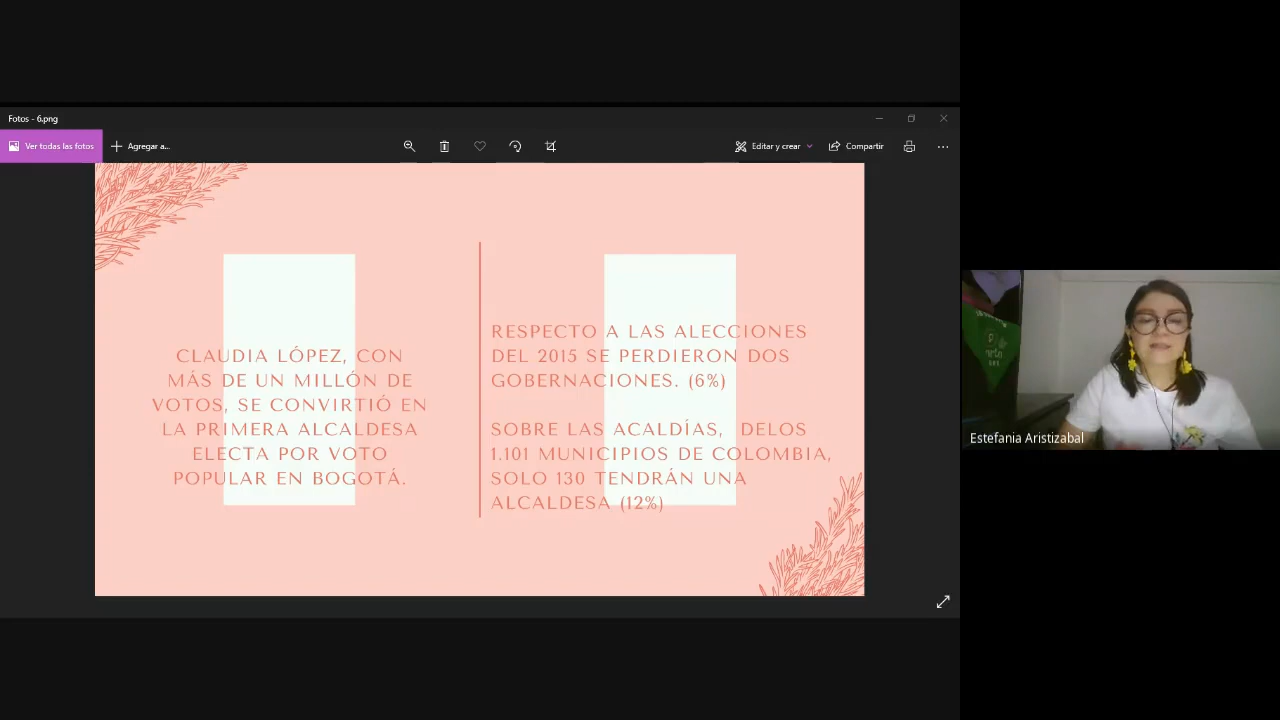 Fotos - 6.png
Ver todas las fotos
Agregar a...
Editar y crear
Compartir
CLAUDIA LÓPEZ, CON
MÁS DE UN MILLÓN DE
VOTOS, SE CONVIRTIÓ EN
LA PRIMERA ALCALDESA
ELECTA POR VOTO
POPULAR EN BOGOTÁ.
RESPECTO A LAS ALECCIONES
DEL 2015 SE PERDIERON DOS
GOBERNACIONES. (6%)
SOBRE LAS ACALDÍAS, DELOS
1.101 MUNICIPIOS DE COLOMBIA,
SOLO 130 TENDRÁN UNA
ALCALDESA (12%)
Estefania Aristizabal